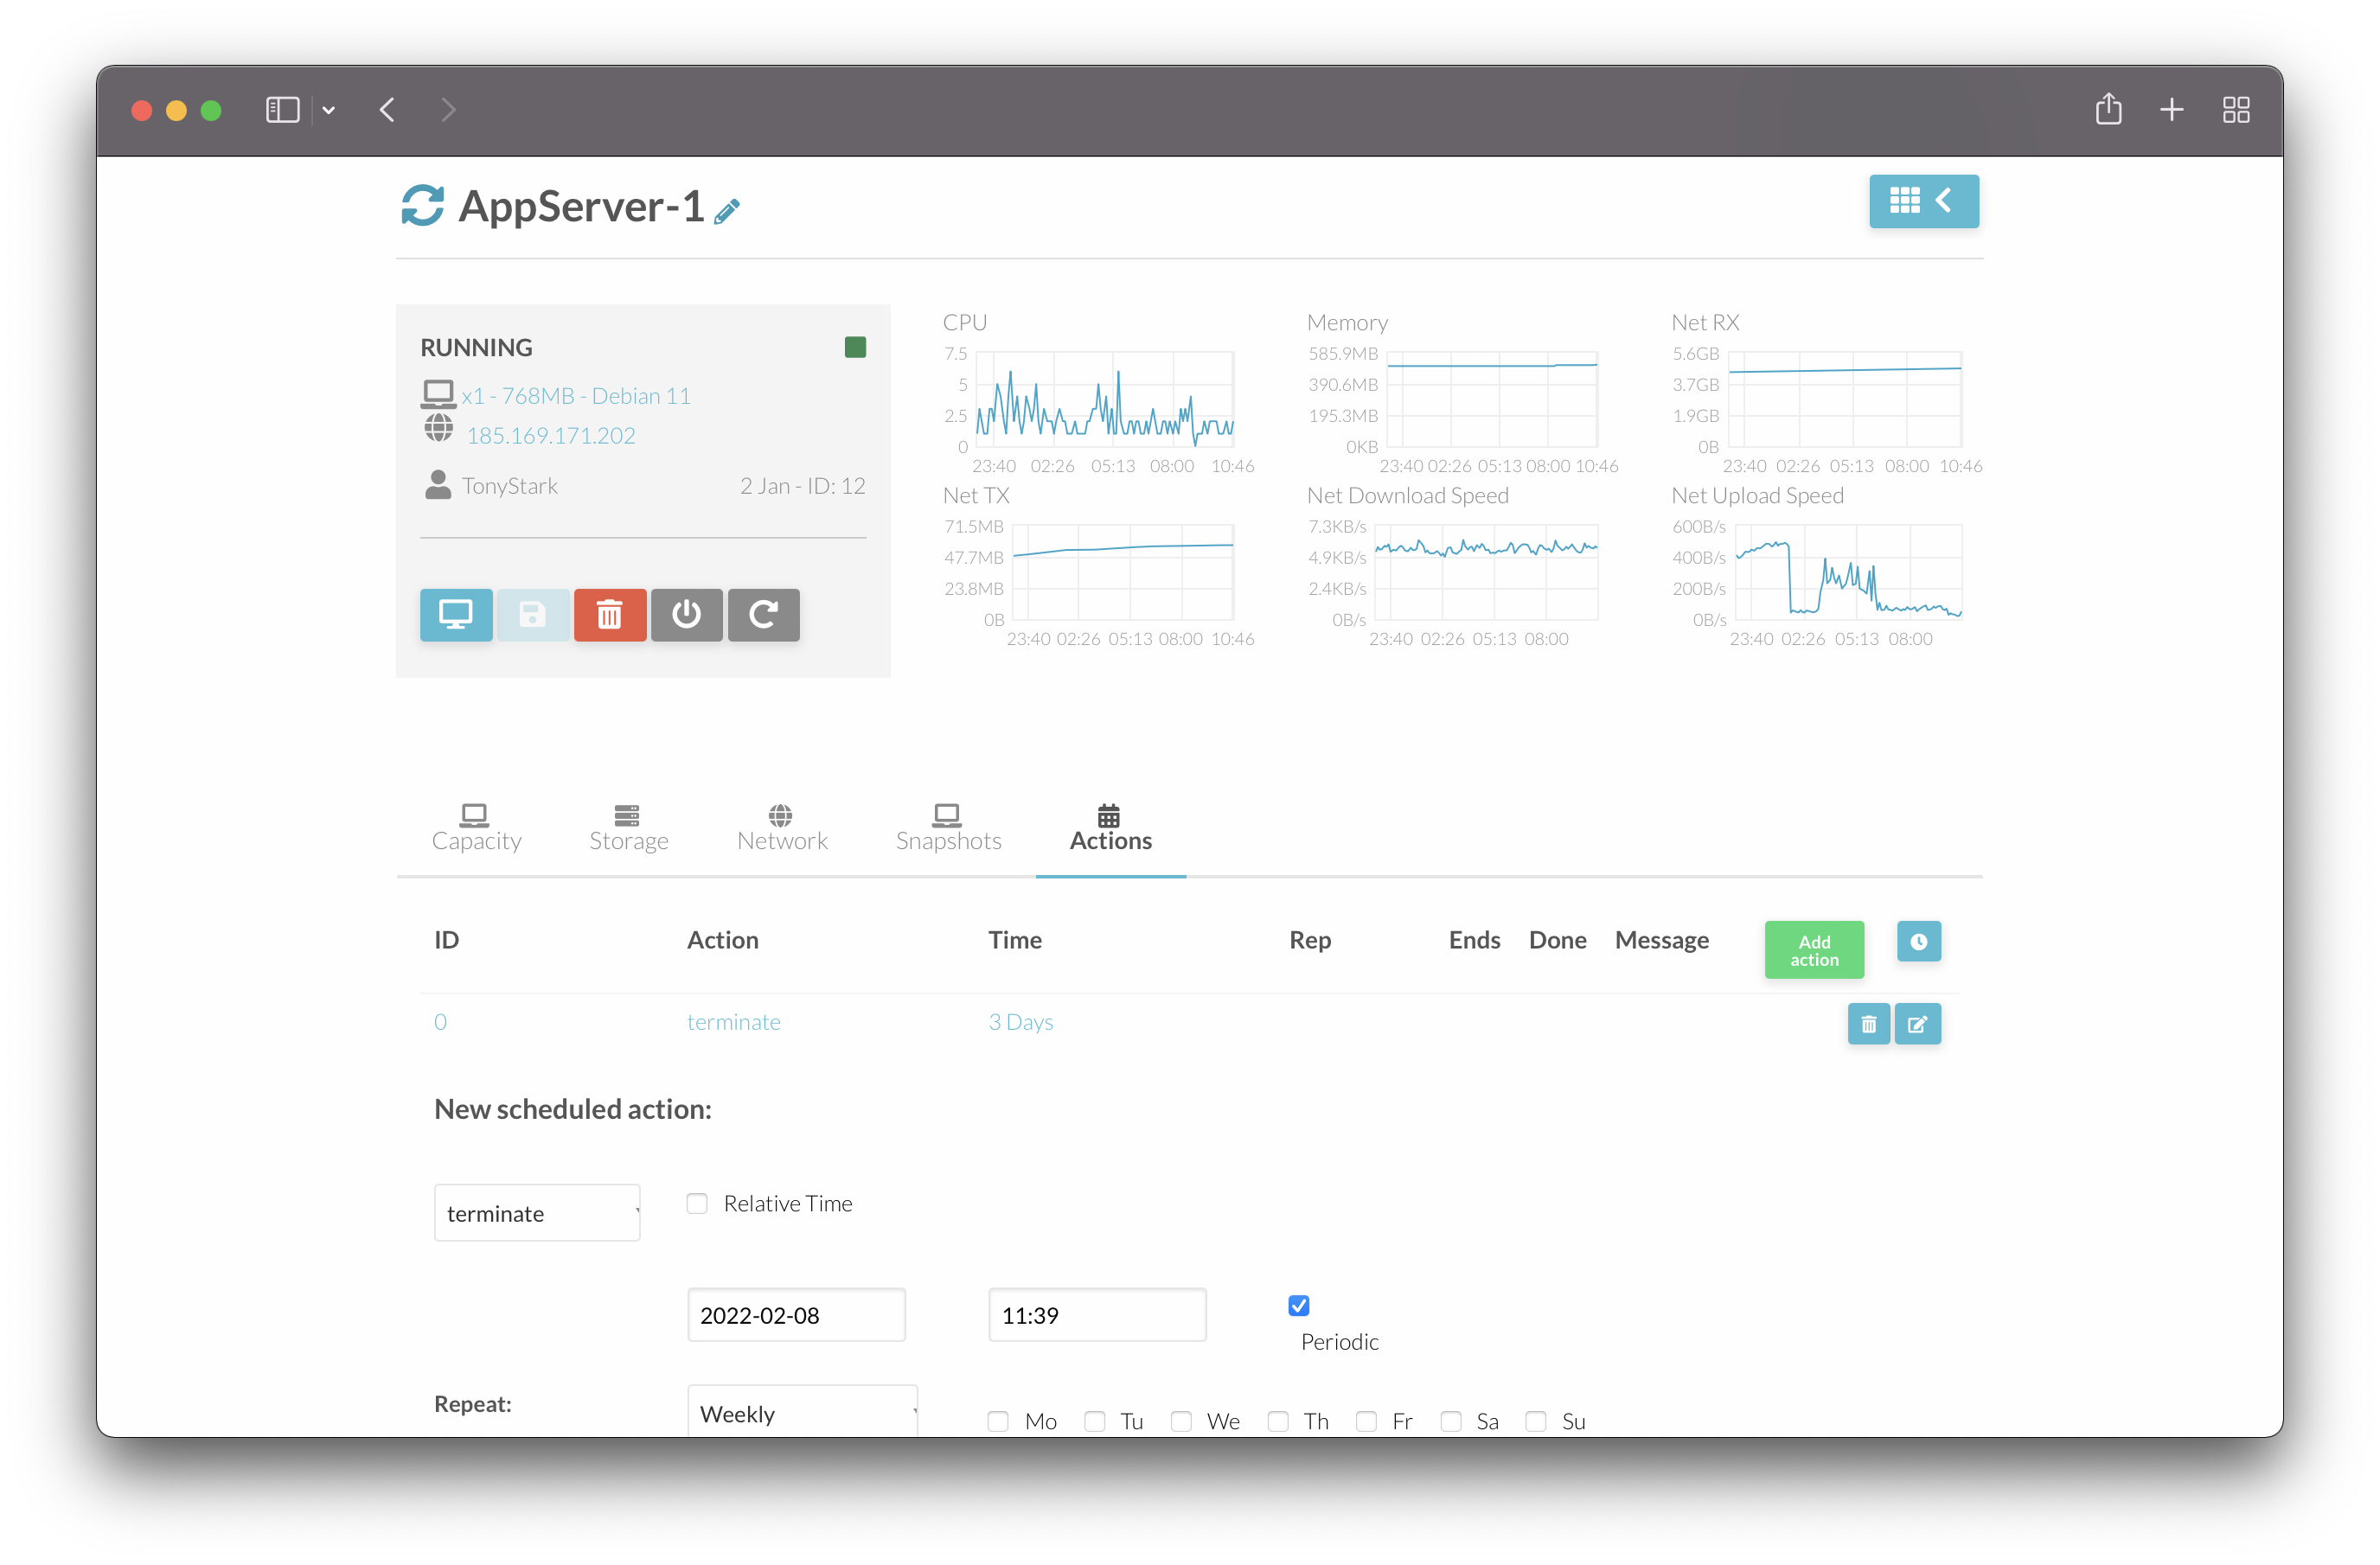 AppServer-1
RUNNING
x1 - 768MB - Debian 11
185.169.171.202
TonyStark 2 Jan - ID: 12
CPU
7.5
5
2.5
0
23:40 02:26 05:13 08:00 10:46
Memory
585.9MB
390.6MB
195.3MB
0KB
23:40 02:26 05:13 08:00 10:46
Net RX
5.6GB
3.7GB
1.9GB
0B
23:40 02:26 05:13 08:00 10:46
Net TX
71.5MB
47.7MB
23.8MB
0B
23:40 02:26 05:13 08:00 10:46
Net Download Speed
7.3KB/s
4.9KB/s
2.4KB/s
0B/s
23:40 02:26 05:13 08:00
Net Upload Speed
600B/s
400B/s
200B/s
0B/s
23:40 02:26 05:13 08:00
Capacity Storage Network Snapshots Actions
ID Action Time Rep Ends Done Message
Add
action
0 terminate 3 Days
New scheduled action:
terminate Relative Time
2022-02-08 11:39
Periodic
Repeat: Weekly Mo Tu We Th Fr Sa Su